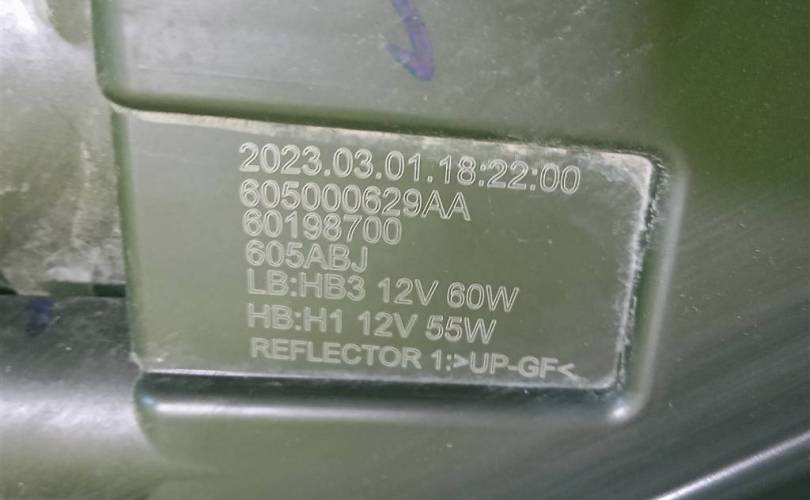 2023.03.01.18:22:00
605000629AA
60198700
605ABJ
LB:HB3 12V 60W
HB:H1 12V 55W
REFLECTOR 1:>UP-GF<